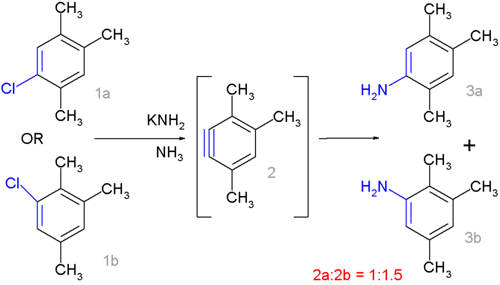 CH₃
CH₃
Cl
CH₃
1a
OR
Cl
CH₃
CH₃
CH₃
1b
KNH₂
NH₃
CH₃
CH₃
CH₃
2
CH₃
CH₃
H₂N
CH₃
3a
+
H₂N
CH₃
CH₃
CH₃
3b
2a:2b = 1:1.5